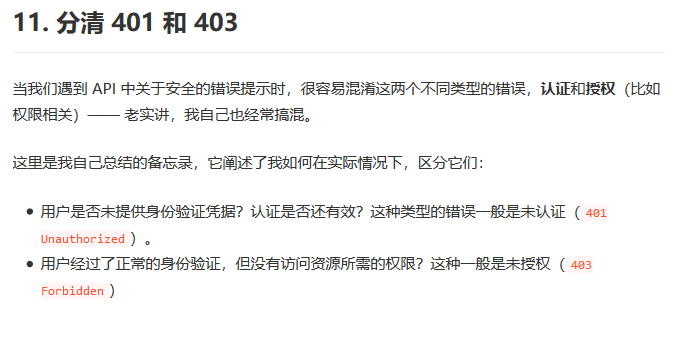 11. 分清 401 和 403
当我们遇到 API 中关于安全的错误提示时，很容易混淆这两个不同类型的错误，认证和授权（比如
权限相关）—— 老实讲，我自己也经常搞混。
这里是我自己总结的备忘录，它阐述了我如何在实际情况下，区分它们：
• 用户是否未提供身份验证凭据？认证是否还有效？这种类型的错误一般是未认证（401
Unauthorized）。
• 用户经过了正常的身份验证，但没有访问资源所需的权限？这种一般是未授权（403
Forbidden）